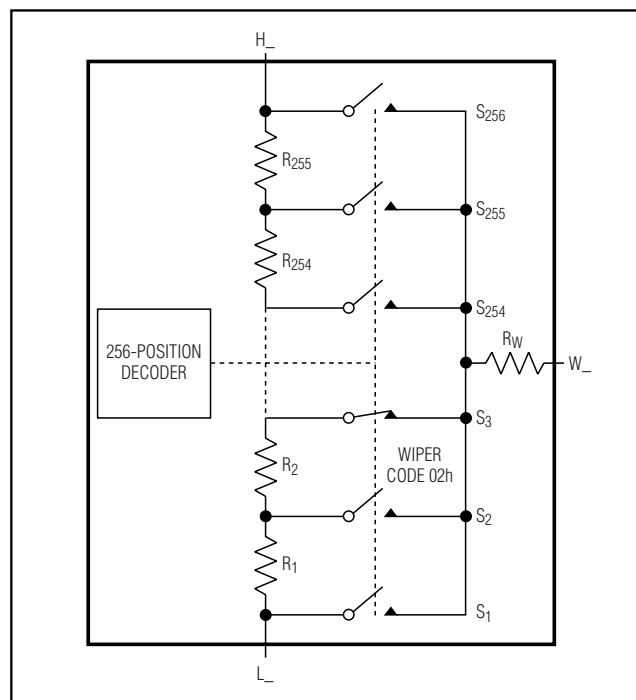 H_
S256
R255
S255
R254
S254
256-POSITION
DECODER
RW
W_
S3
R2
WIPER
CODE 02h
S2
R1
S1
L_